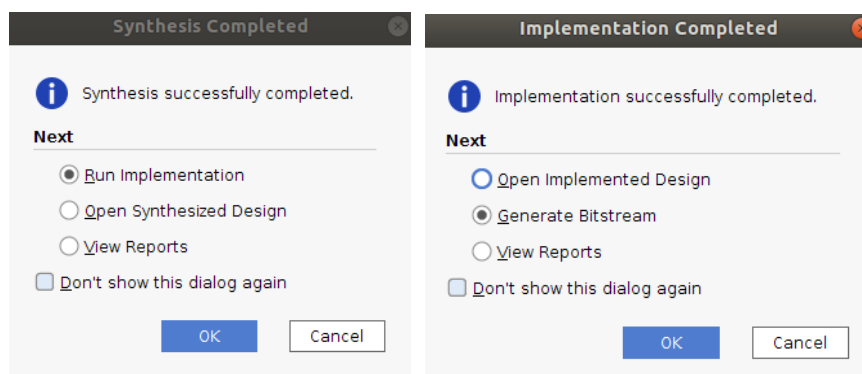 Synthesis Completed
Synthesis successfully completed.
Next
Run Implementation
Open Synthesized Design
View Reports
Don't show this dialog again
OK
Cancel
Implementation Completed
Implementation successfully completed.
Next
Open Implemented Design
Generate Bitstream
View Reports
Don't show this dialog again
OK
Cancel